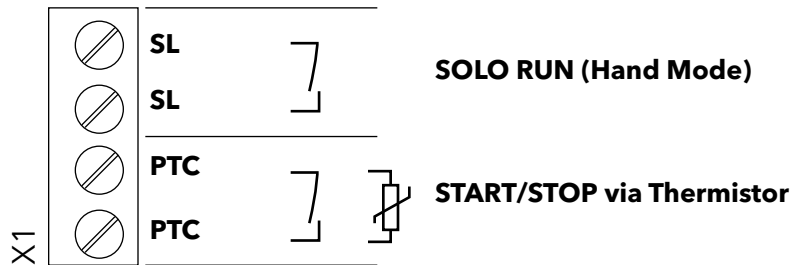 SL
SOLO RUN (Hand Mode)
SL
PTC
START/STOP via Thermistor
PTC
X1